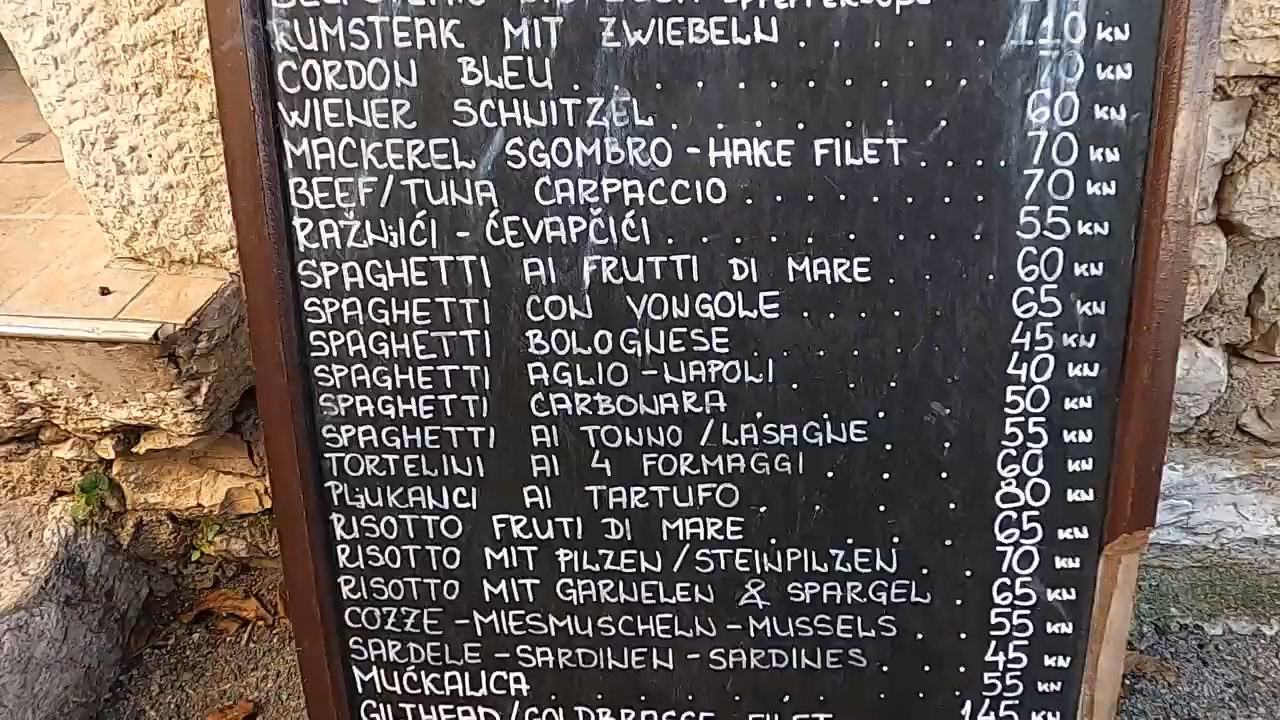 RUMSTEAK MIT ZWIEBELN . . . . . . 110 KN
CORDON BLEU . . . . . . . . . 70 KN
WIENER SCHNITZEL . . . . . . . 60 KN
MACKEREL SGOMBRO - HAKE FILET . . . . 70 KN
BEEF/TUNA CARPACCIO . . . . . . . . 70 KN
RAŽNJIĆI - ĆEVAPČIĆI . . . . . . . . . 55 KN
SPAGHETTI AI FRUTTI DI MARE . . . 60 KN
SPAGHETTI CON VONGOLE . . . . . 65 KN
SPAGHETTI BOLOGNESE . . . . . . 45 KN
SPAGHETTI AGLIO - NAPOLI . . . . 40 KN
SPAGHETTI CARBONARA . . . . 50 KN
SPAGHETTI AI TONNO / LASAGNE . . 55 KN
TORTELINI AI 4 FORMAGGI . . . . 60 KN
PLJUKANCI AI TARTUFO . . . . 80 KN
RISOTTO FRUTI DI MARE . . . . 65 KN
RISOTTO MIT PILZEN / STEINPILZEN . . 70 KN
RISOTTO MIT GARNELEN & SPARGEL . 65 KN
COZZE - MIESMUSCHELN - MUSSELS . . 55 KN
SARDELE - SARDINEN - SARDINES . . . 45 KN
MUĆKALICA . . . . . . . . 55 KN
GILTHEAD / GOLDBRASSE FILET 145 KN